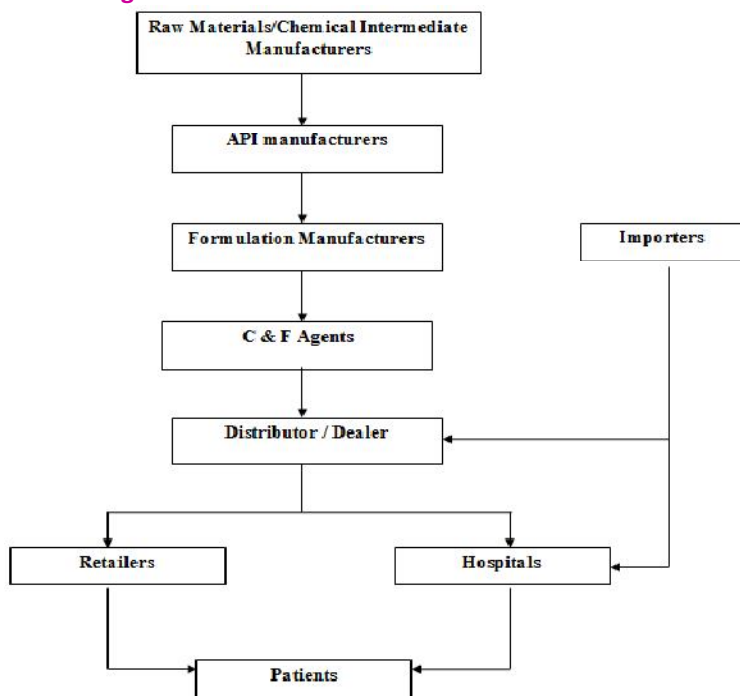 Raw Materials/Chemical Intermediate
Manufacturers
API manufacturers
Formulation Manufacturers
Importers
C & F Agents
Distributor / Dealer
Retailers
Hospitals
Patients